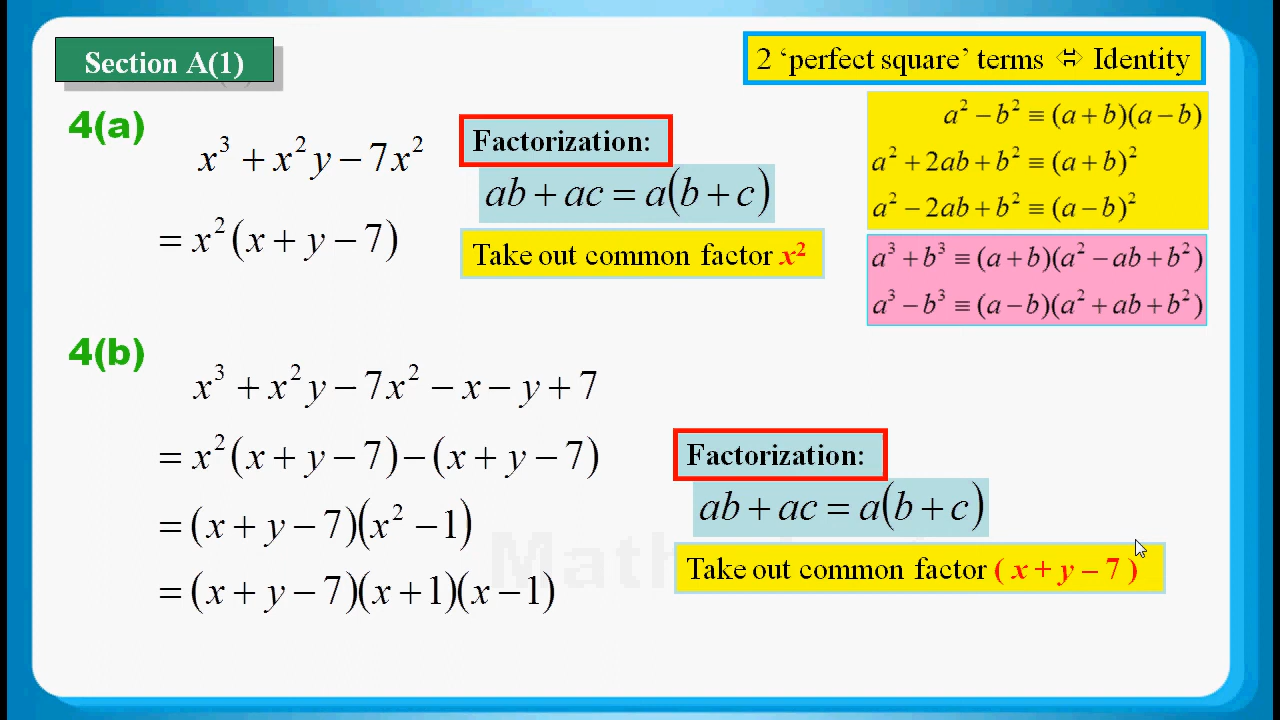 Section A(1)
2 ‘perfect square’ terms ⇔ Identity
a² − b² ≡ (a + b)(a − b)
a² + 2ab + b² ≡ (a + b)²
a² − 2ab + b² ≡ (a − b)²
a³ + b³ ≡ (a + b)(a² − ab + b²)
a³ − b³ ≡ (a − b)(a² + ab + b²)
4(a)
x³ + x²y − 7x²
= x²(x + y − 7)
Factorization:
ab + ac = a(b + c)
Take out common factor x²
4(b)
x³ + x²y − 7x² − x − y + 7
= x²(x + y − 7) − (x + y − 7)
= (x + y − 7)(x² − 1)
= (x + y − 7)(x + 1)(x − 1)
Factorization:
ab + ac = a(b + c)
Take out common factor ( x + y – 7 )